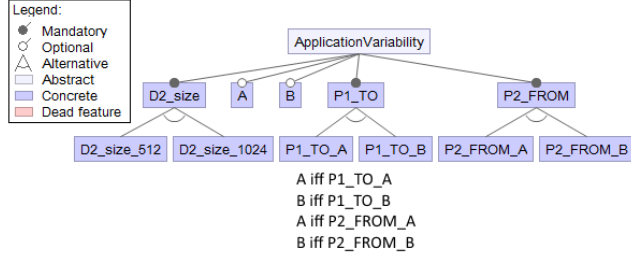 Legend:
Mandatory
Optional
Alternative
Abstract
Concrete
Dead feature
ApplicationVariability
D2_size
A
B
P1_TO
P2_FROM
D2_size_512
D2_size_1024
P1_TO_A
P1_TO_B
P2_FROM_A
P2_FROM_B
A iff P1_TO_A
B iff P1_TO_B
A iff P2_FROM_A
B iff P2_FROM_B